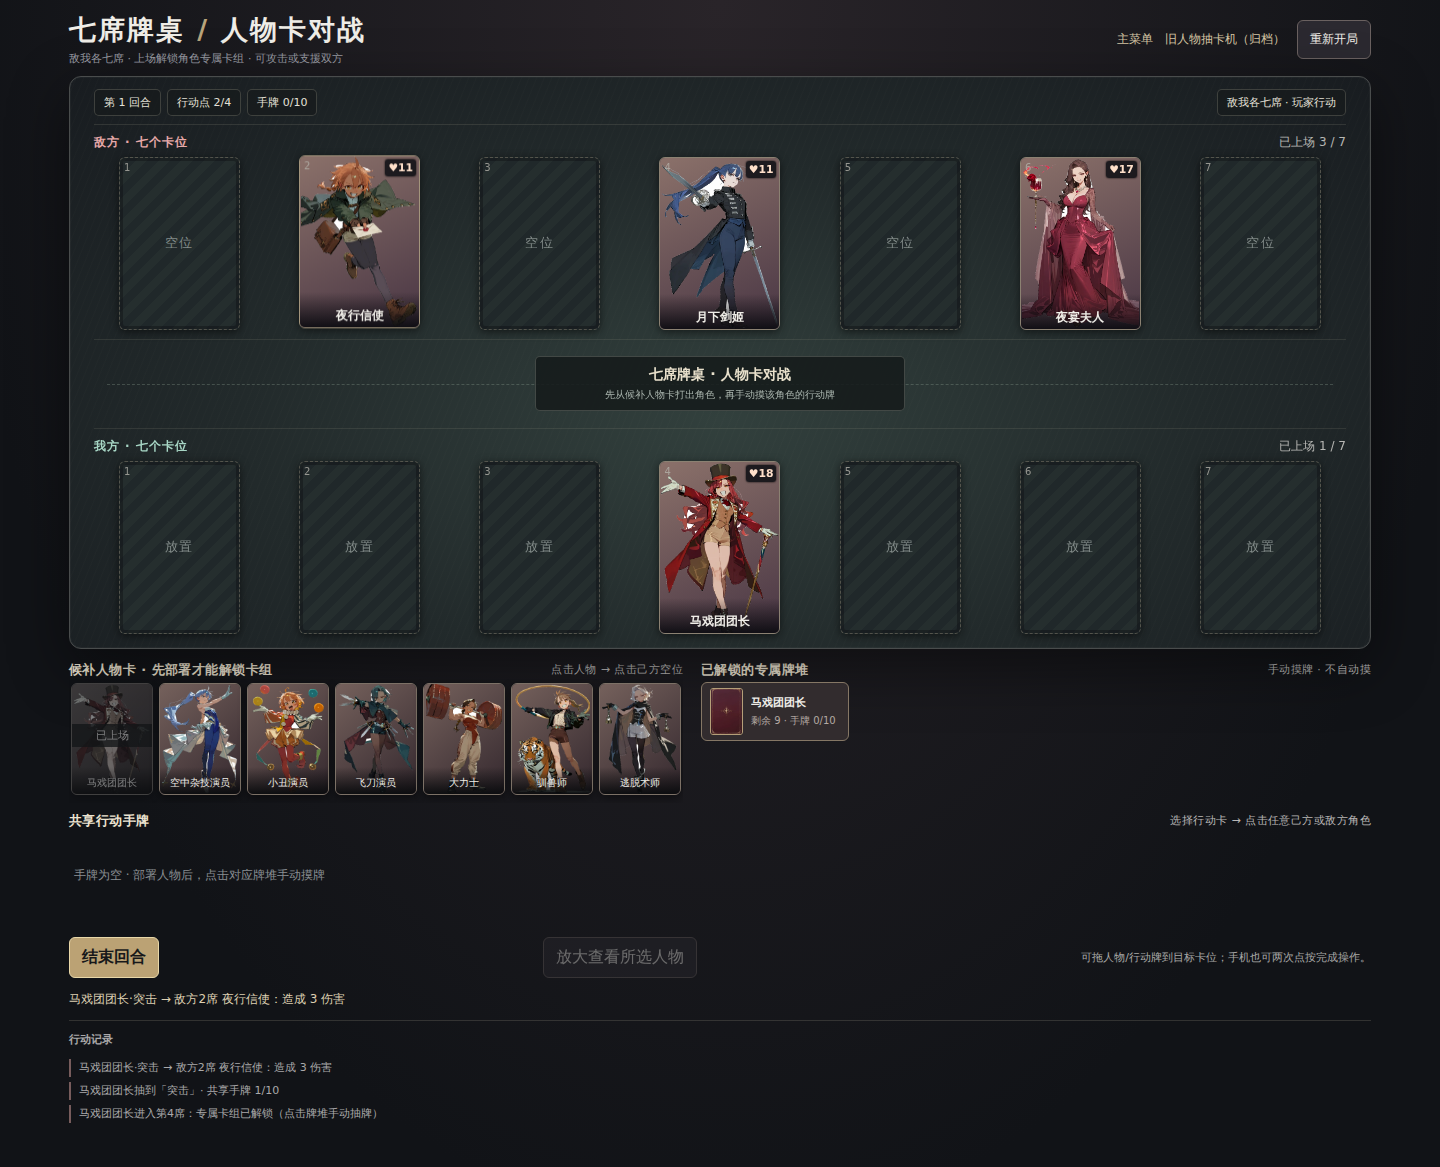 七席牌桌 / 人物卡对战
敌我各七席 · 上场解锁角色专属卡组 · 可攻击或支援双方
主菜单 旧人物抽卡机（归档） 重新开局
第 1 回合 行动点 2/4 手牌 0/10 敌我各七席 · 玩家行动
敌方 · 七个卡位 已上场 3 / 7
1 2 ♥11 3 4 ♥11 5 6 ♥17 7
空位 空位 空位 空位
夜行信使 月下剑姬 夜宴夫人
七席牌桌 · 人物卡对战
先从候补人物卡打出角色，再手动摸该角色的行动牌
我方 · 七个卡位 已上场 1 / 7
1 2 3 4 ♥18 5 6 7
放置 放置 放置 放置 放置 放置
马戏团团长
候补人物卡 · 先部署才能解锁卡组 点击人物 → 点击己方空位
已上场
马戏团团长 空中杂技演员 小丑演员 飞刀演员 大力士 驯兽师 逃脱术师
已解锁的专属牌堆 手动摸牌 · 不自动摸
马戏团团长
剩余 9 · 手牌 0/10
共享行动手牌 选择行动卡 → 点击任意己方或敌方角色
手牌为空 · 部署人物后，点击对应牌堆手动摸牌
结束回合 放大查看所选人物 可拖人物/行动牌到目标卡位；手机也可两次点按完成操作。
马戏团团长·突击 → 敌方2席 夜行信使：造成 3 伤害
行动记录
马戏团团长·突击 → 敌方2席 夜行信使：造成 3 伤害
马戏团团长抽到「突击」· 共享手牌 1/10
马戏团团长进入第4席：专属卡组已解锁（点击牌堆手动抽牌）